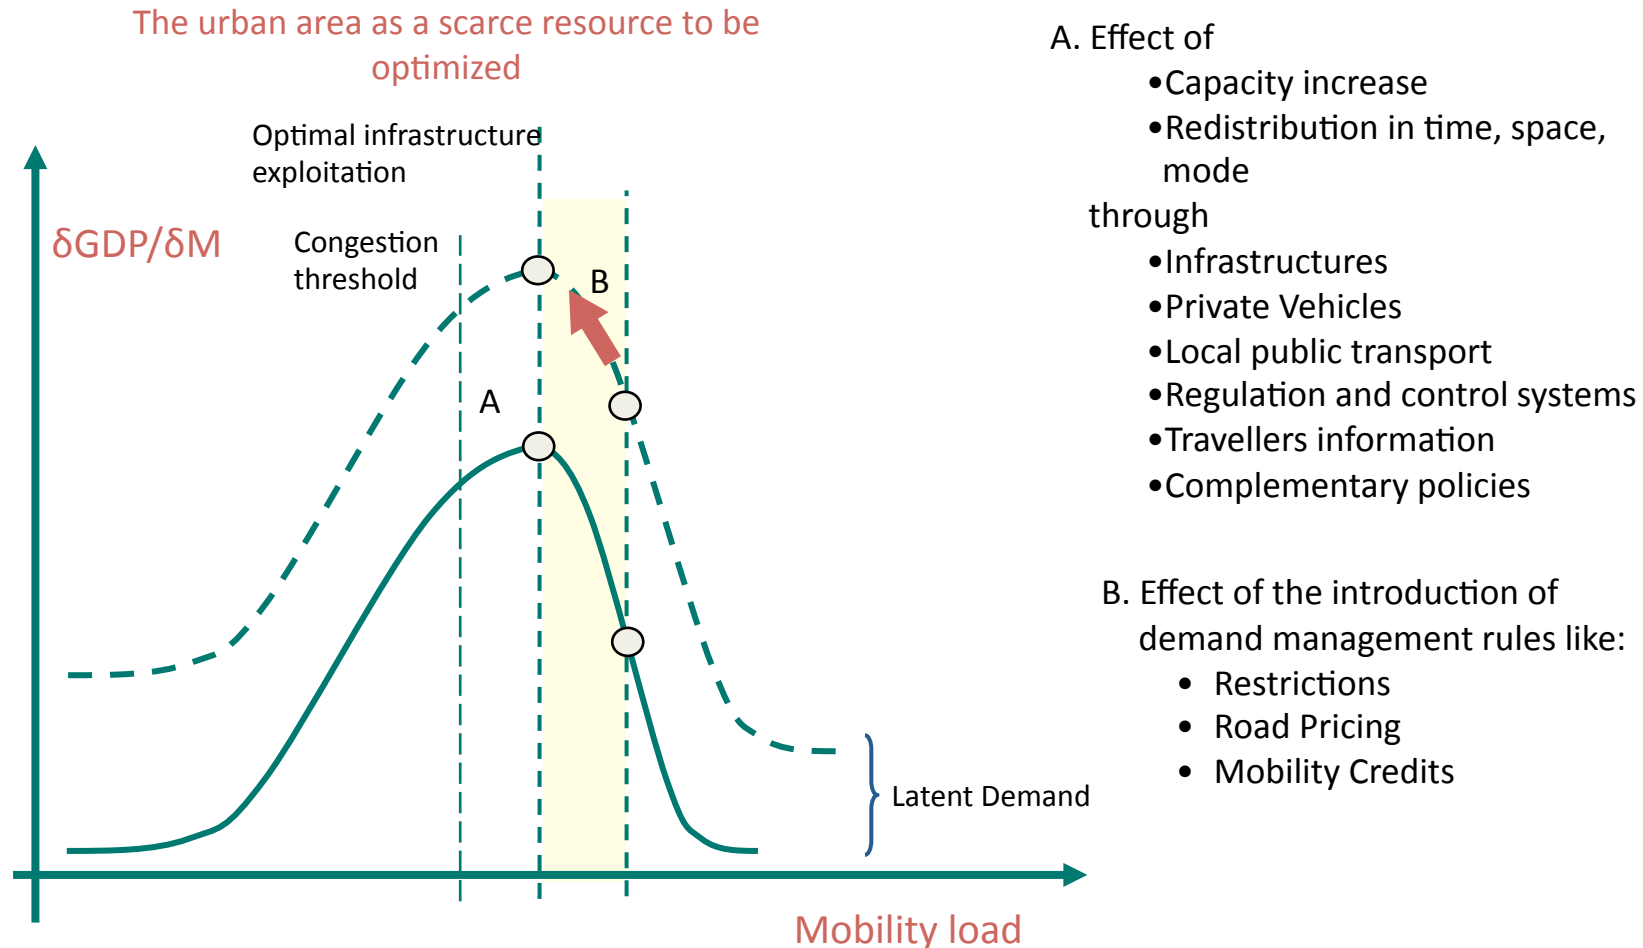 The urban area as a scarce resource to be
optimized
Optimal infrastructure
exploitation
δGDP/δM
Congestion
threshold
B
A
Latent Demand
Mobility load
A. Effect of
•Capacity increase
•Redistribution in time, space,
mode
through
•Infrastructures
•Private Vehicles
•Local public transport
•Regulation and control systems
•Travellers information
•Complementary policies
B. Effect of the introduction of
demand management rules like:
• Restrictions
• Road Pricing
• Mobility Credits